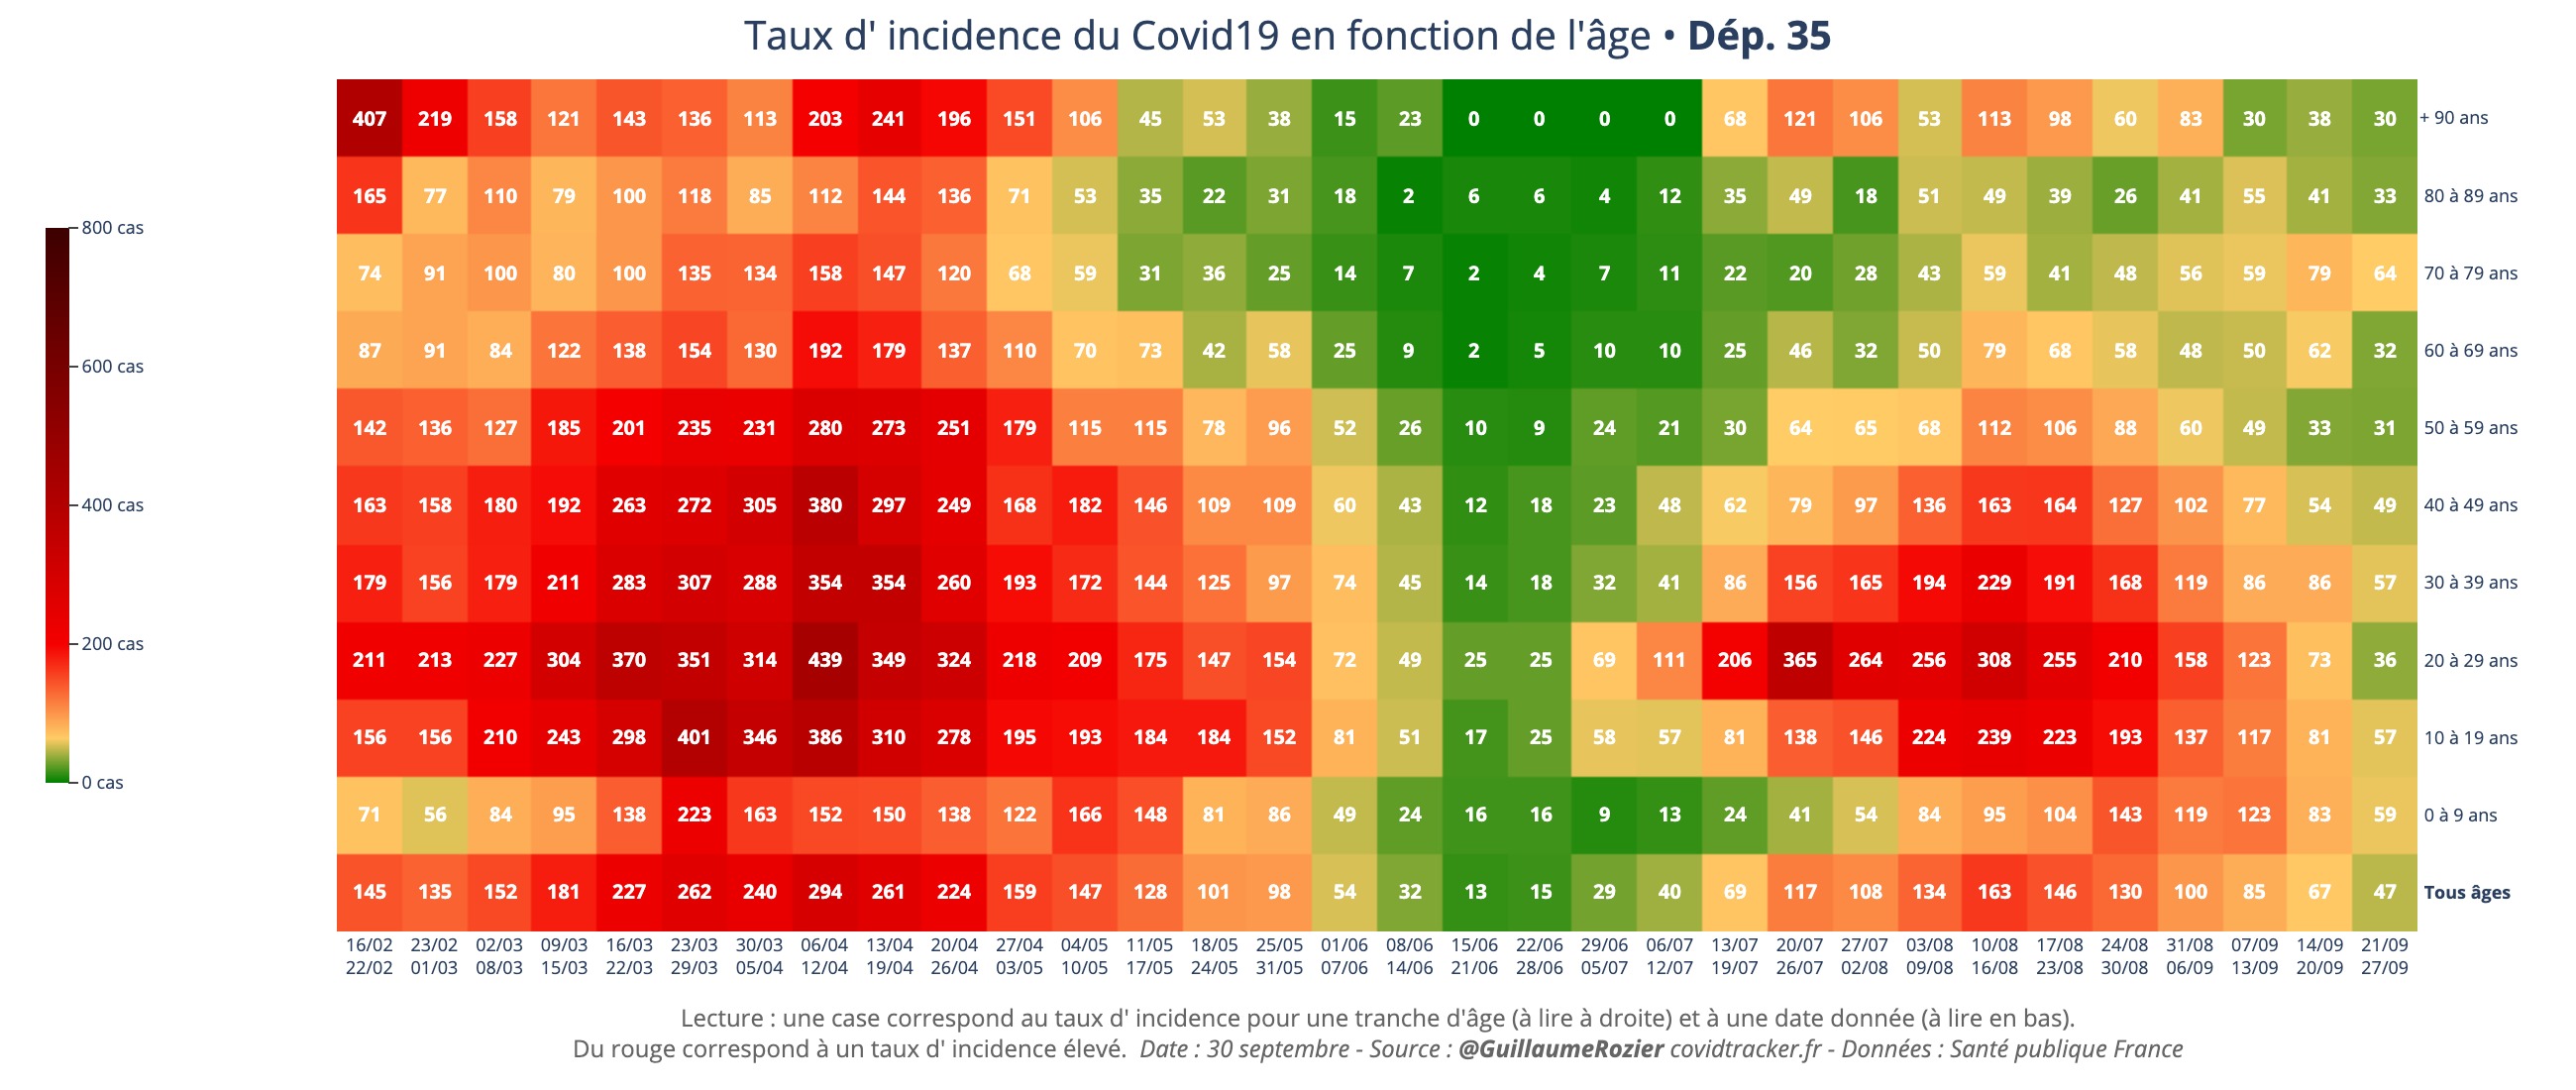 Taux d' incidence du Covid19 en fonction de l'âge • Dép. 35
800 cas
600 cas
400 cas
200 cas
0 cas
407 219 158 121 143 136 113 203 241 196 151 106 45 53 38 15 23 0 0 0 0 68 121 106 53 113 98 60 83 30 38 30 + 90 ans
165 77 110 79 100 118 85 112 144 136 71 53 35 22 31 18 2 6 6 4 12 35 49 18 51 49 39 26 41 55 41 33 80 à 89 ans
74 91 100 80 100 135 134 158 147 120 68 59 31 36 25 14 7 2 4 7 11 22 20 28 43 59 41 48 56 59 79 64 70 à 79 ans
87 91 84 122 138 154 130 192 179 137 110 70 73 42 58 25 9 2 5 10 10 25 46 32 50 79 68 58 48 50 62 32 60 à 69 ans
142 136 127 185 201 235 231 280 273 251 179 115 115 78 96 52 26 10 9 24 21 30 64 65 68 112 106 88 60 49 33 31 50 à 59 ans
163 158 180 192 263 272 305 380 297 249 168 182 146 109 109 60 43 12 18 23 48 62 79 97 136 163 164 127 102 77 54 49 40 à 49 ans
179 156 179 211 283 307 288 354 354 260 193 172 144 125 97 74 45 14 18 32 41 86 156 165 194 229 191 168 119 86 86 57 30 à 39 ans
211 213 227 304 370 351 314 439 349 324 218 209 175 147 154 72 49 25 25 69 111 206 365 264 256 308 255 210 158 123 73 36 20 à 29 ans
156 156 210 243 298 401 346 386 310 278 195 193 184 184 152 81 51 17 25 58 57 81 138 146 224 239 223 193 137 117 81 57 10 à 19 ans
71 56 84 95 138 223 163 152 150 138 122 166 148 81 86 49 24 16 16 9 13 24 41 54 84 95 104 143 119 123 83 59 0 à 9 ans
145 135 152 181 227 262 240 294 261 224 159 147 128 101 98 54 32 13 15 29 40 69 117 108 134 163 146 130 100 85 67 47 Tous âges
16/02 23/02 02/03 09/03 16/03 23/03 30/03 06/04 13/04 20/04 27/04 04/05 11/05 18/05 25/05 01/06 08/06 15/06 22/06 29/06 06/07 13/07 20/07 27/07 03/08 10/08 17/08 24/08 31/08 07/09 14/09 21/09
22/02 01/03 08/03 15/03 22/03 29/03 05/04 12/04 19/04 26/04 03/05 10/05 17/05 24/05 31/05 07/06 14/06 21/06 28/06 05/07 12/07 19/07 26/07 02/08 09/08 16/08 23/08 30/08 06/09 13/09 20/09 27/09
Lecture : une case correspond au taux d' incidence pour une tranche d'âge (à lire à droite) et à une date donnée (à lire en bas).
Du rouge correspond à un taux d' incidence élevé. Date : 30 septembre - Source : @GuillaumeRozier covidtracker.fr - Données : Santé publique France